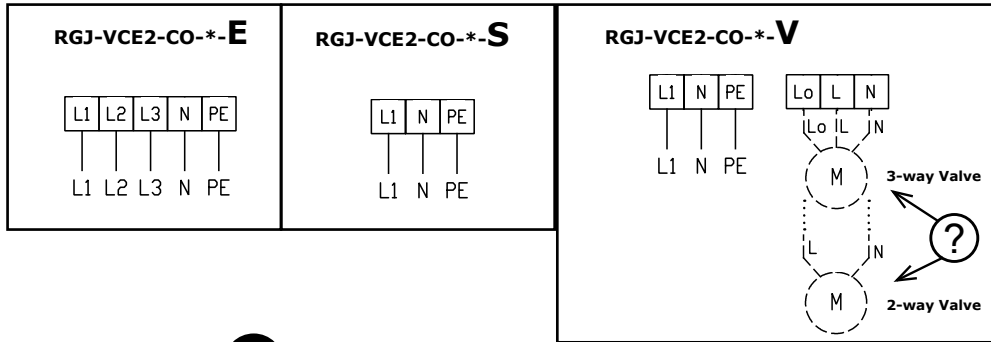 RGJ-VCE2-CO-*-E
L1 L2 L3 N PE
L1 L2 L3 N PE
RGJ-VCE2-CO-*-S
L1 N PE
L1 N PE
RGJ-VCE2-CO-*-V
L1 N PE
L1 N PE
Lo L N
Lo L N
M
3-way Valve
?
L N
M
2-way Valve